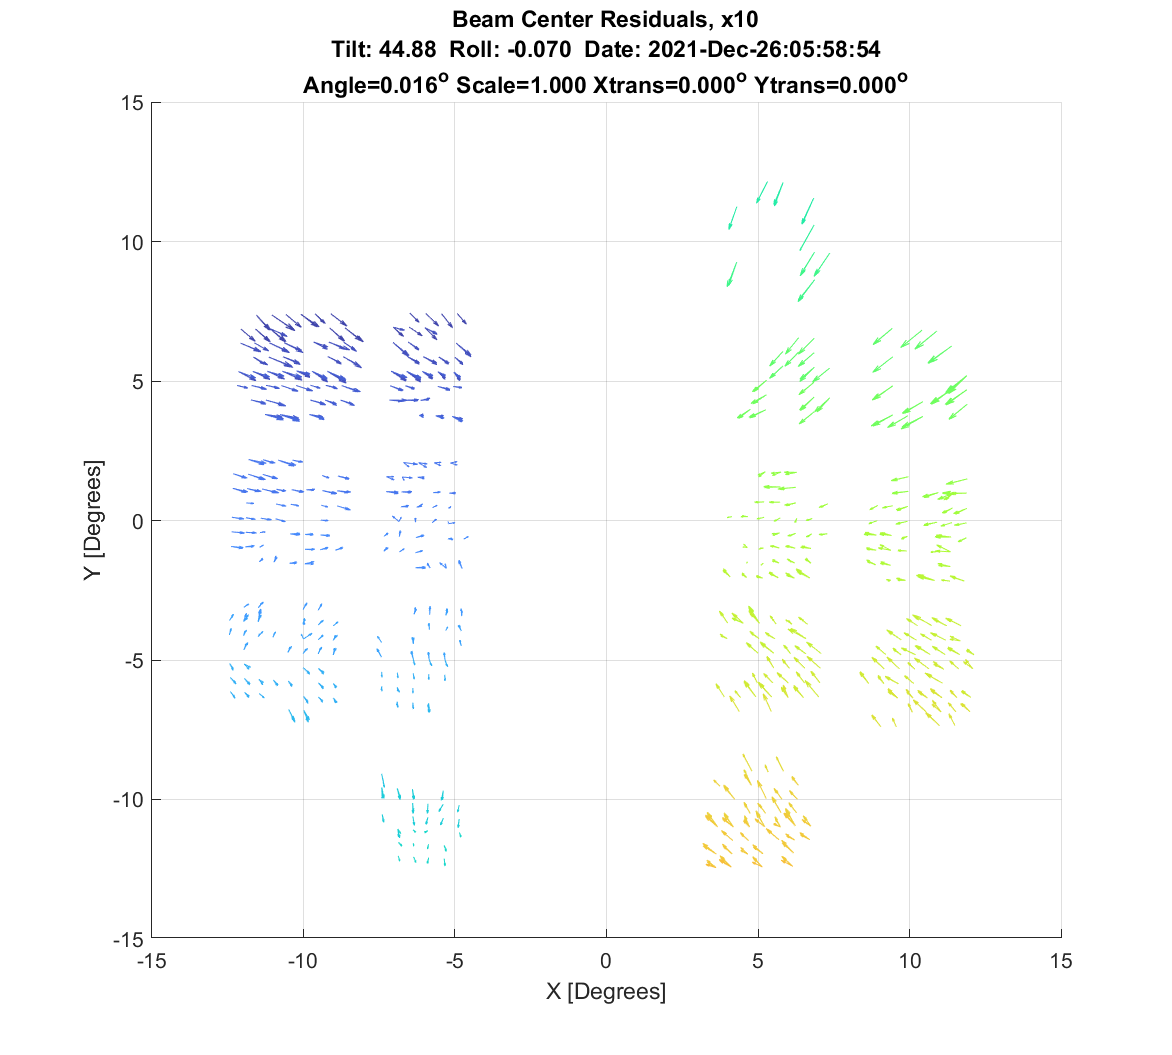 Beam Center Residuals, x10
Tilt: 44.88 Roll: -0.070 Date: 2021-Dec-26:05:58:54
Angle=0.016° Scale=1.000 Xtrans=0.000° Ytrans=0.000°
15
10
5
0
-5
-10
-15
Y [Degrees]
-15 -10 -5 0 5 10 15
X [Degrees]